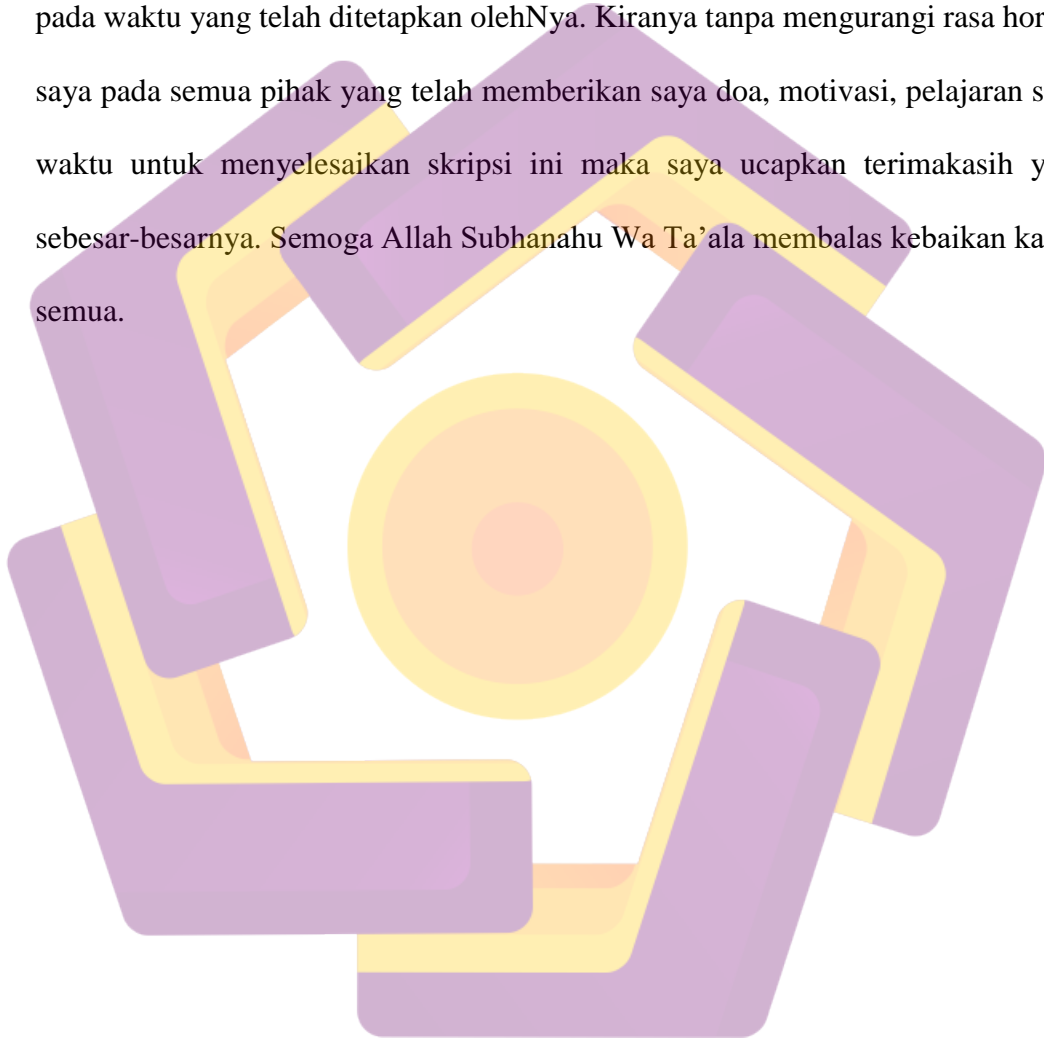 pada waktu yang telah ditetapkan olehNya. Kiranya tanpa mengurangi rasa hor
saya pada semua pihak yang telah memberikan saya doa, motivasi, pelajaran s
waktu untuk menyelesaikan skripsi ini maka saya ucapkan terimakasih y
sebesar-besarnya. Semoga Allah Subhanahu Wa Ta’ala membalas kebaikan ka
semua.